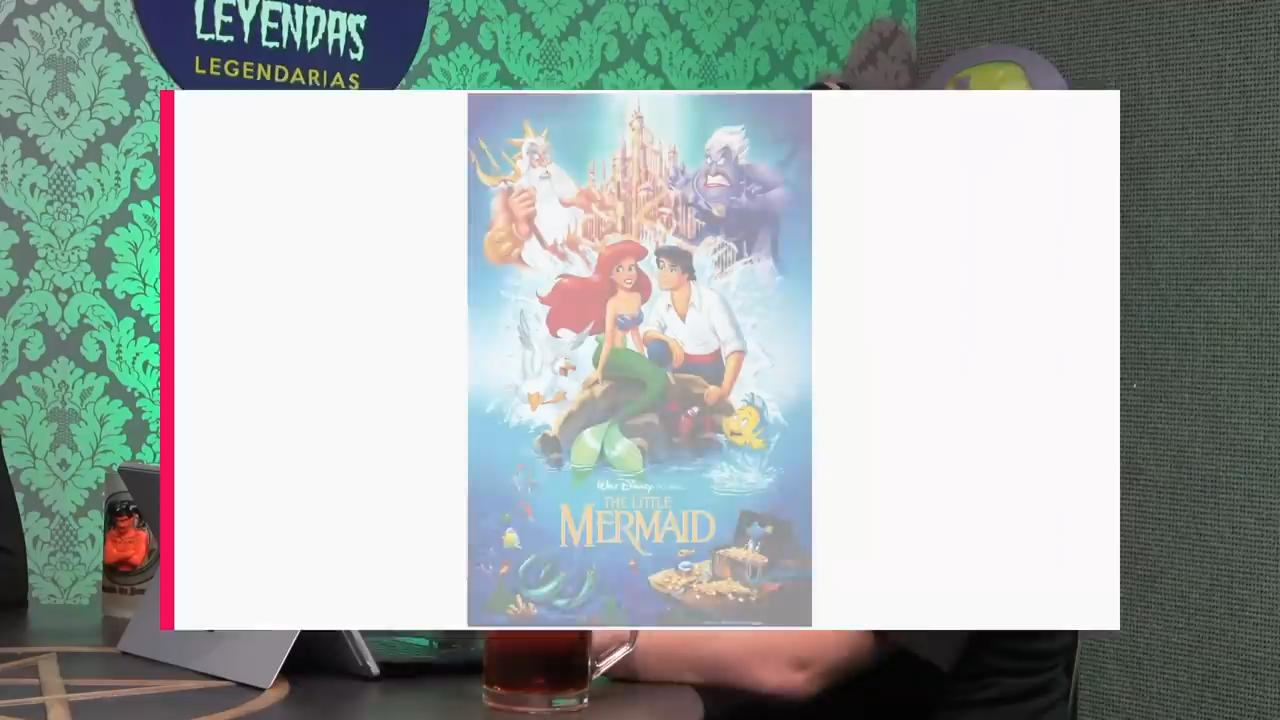 LEYENDAS
LEGENDARIAS
WALT DISNEY
THE LITTLE
MERMAID